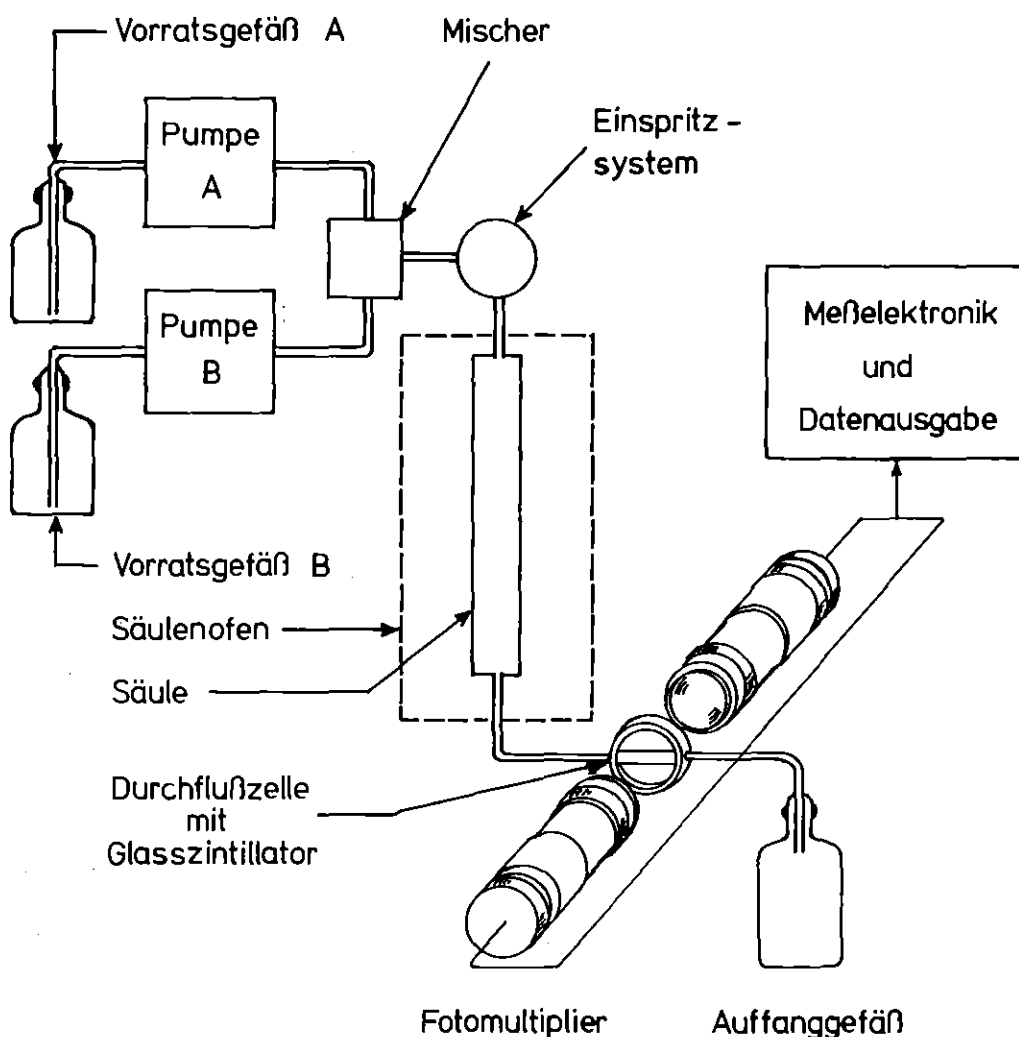 Vorratsgefäß A
Mischer
Pumpe
A
Einspritz-
system
Pumpe
B
Meßelektronik
und
Datenausgabe
Vorratsgefäß B
Säulenofen
Säule
Durchflußzelle
mit
Glasszintillator
Fotomultiplier
Auffanggefäß